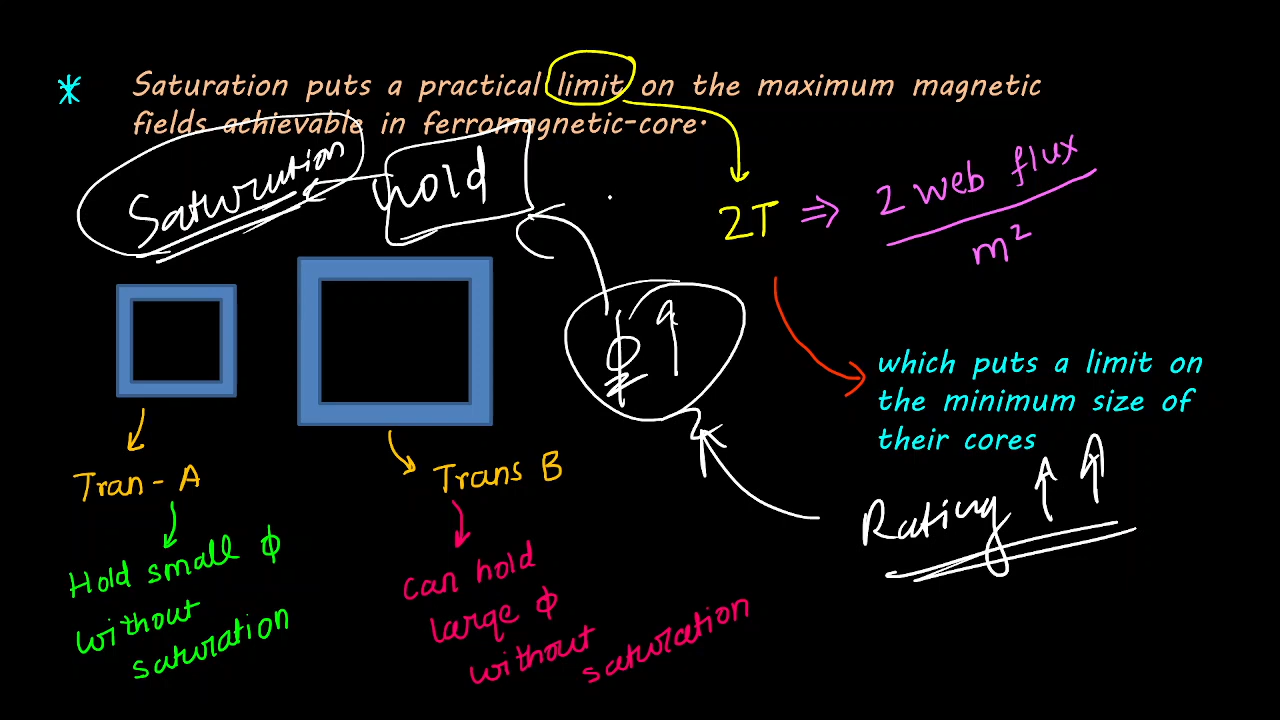 * Saturation puts a practical limit on the maximum magnetic
fields achievable in ferromagnetic-core.
Saturation
hold
2T ⇒ 2 web flux
m²
ϕ ↑
which puts a limit on
the minimum size of
their cores
Rating ↑ ↑
Tran - A
Hold small ϕ
without
saturation
Trans B
can hold
large ϕ
without
saturation